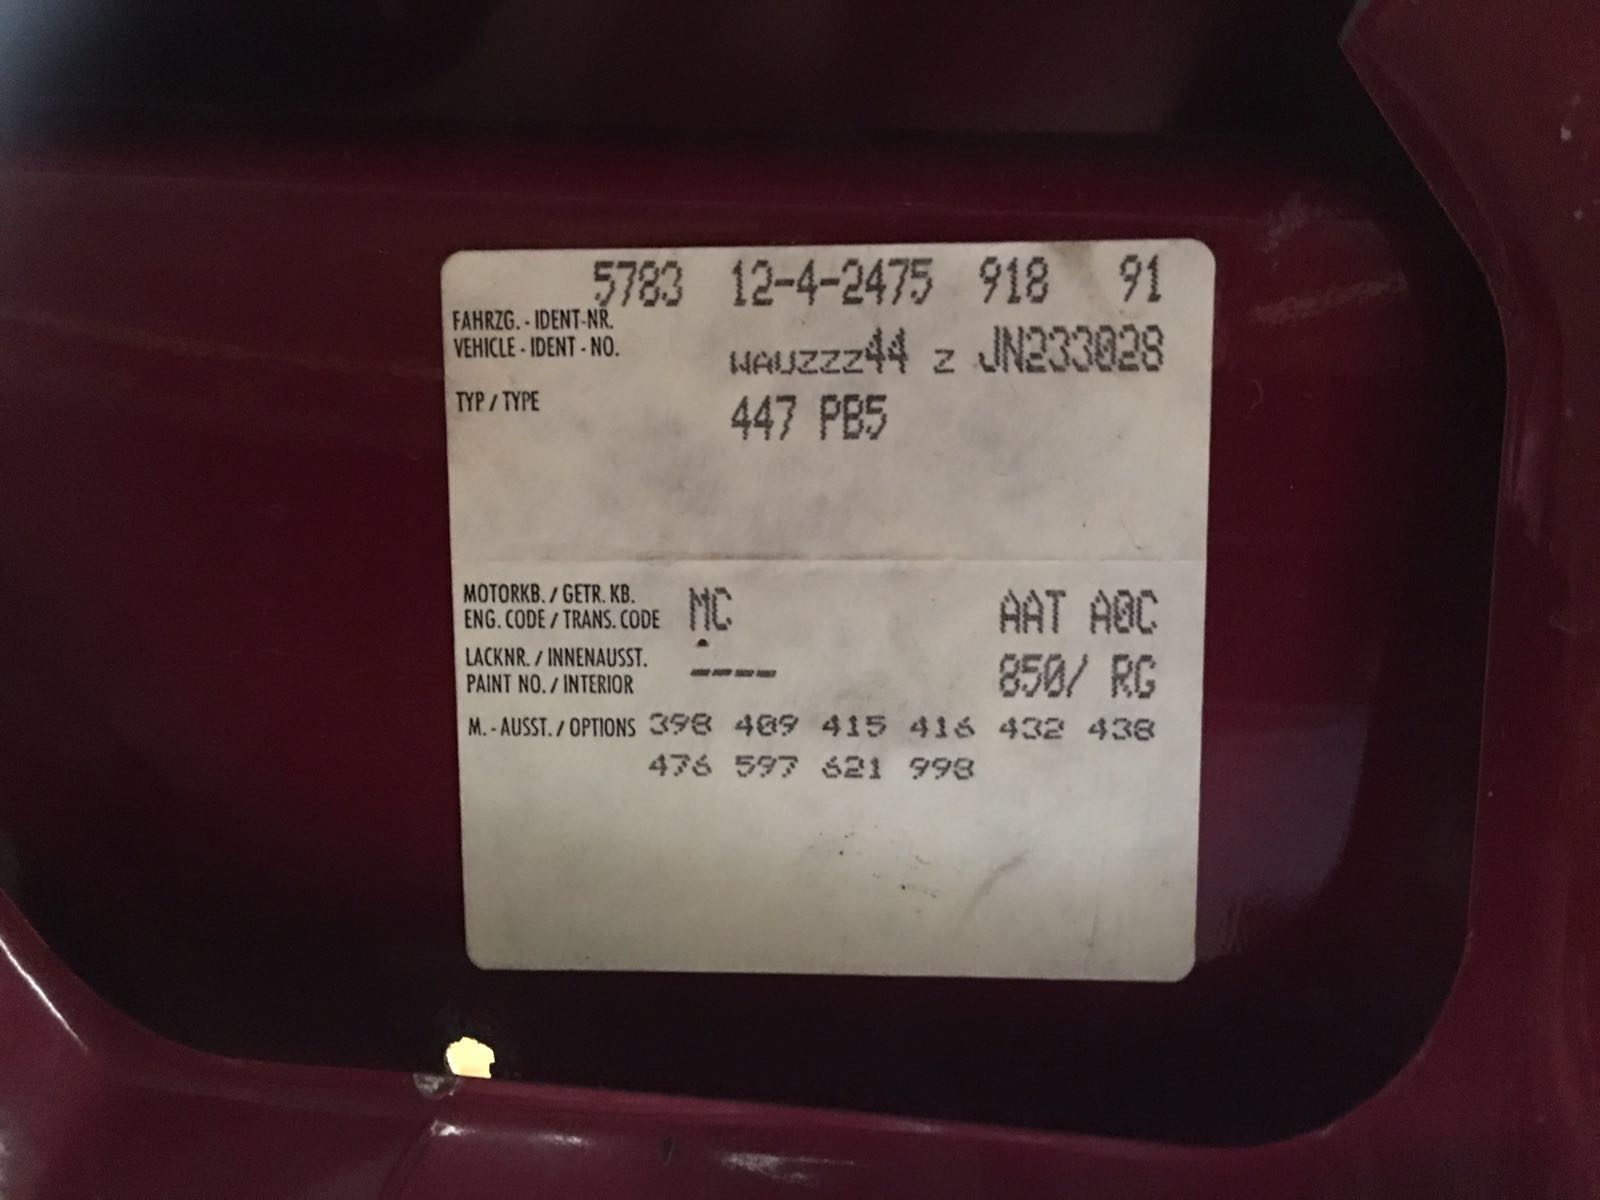 5783 12-4-2475 918 91
FAHRZG. - IDENT-NR.
VEHICLE - IDENT - NO. WAUZZZ44 Z JN233028
TYP / TYPE 447 PB5
MOTORKB. / GETR. KB.
ENG. CODE / TRANS. CODE MC AAT A0C
LACKNR. / INNENAUSST.
PAINT NO. / INTERIOR ---- 850/ RG
M. - AUSST. / OPTIONS 398 409 415 416 432 438
476 597 621 998